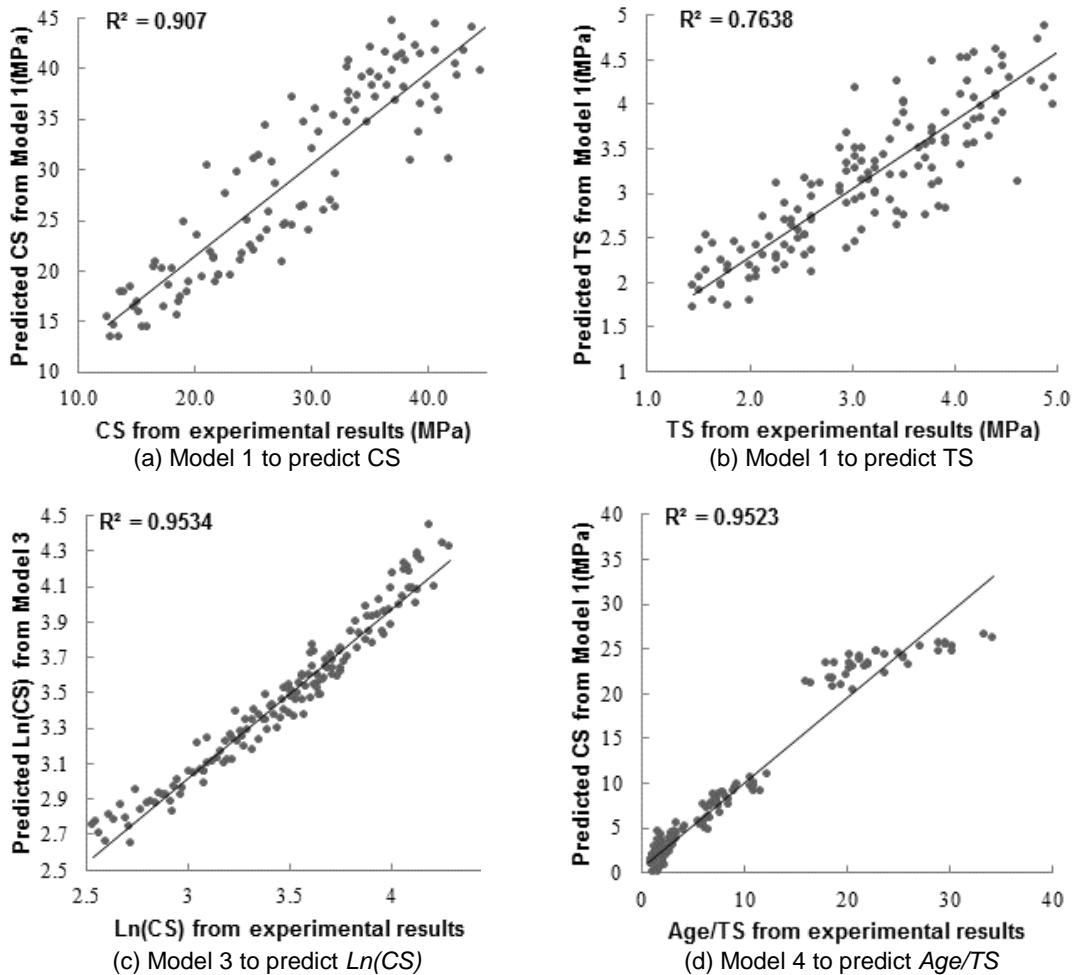 R² = 0.907
Predicted CS from Model 1(MPa)
45
40
35
30
25
20
15
10
10.0 20.0 30.0 40.0
CS from experimental results (MPa)
(a) Model 1 to predict CS
R² = 0.7638
Predicted TS from Model 1(MPa)
5
4.5
4
3.5
3
2.5
2
1.5
1
1.0 2.0 3.0 4.0 5.0
TS from experimental results (MPa)
(b) Model 1 to predict TS
R² = 0.9534
Predicted Ln(CS) from Model 3
4.5
4.3
4.1
3.9
3.7
3.5
3.3
3.1
2.9
2.7
2.5
2.5 3 3.5 4
Ln(CS) from experimental results
(c) Model 3 to predict Ln(CS)
R² = 0.9523
Predicted CS from Model 1(MPa)
40
35
30
25
20
15
10
5
0
0 10 20 30 40
Age/TS from experimental results
(d) Model 4 to predict Age/TS